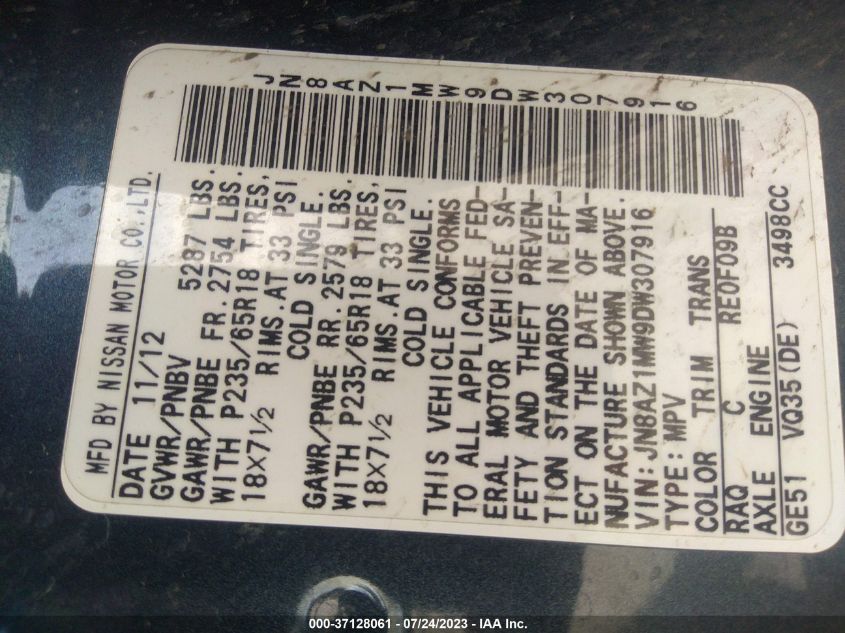 JN8AZ1MW9DW307916
MFD BY NISSAN MOTOR CO.,LTD.
DATE 11/12
GVWR/PNBV 5287 LBS.
GAWR/PNBE FR. 2754 LBS.
WITH P235/65R18 TIRES,
18×7½ RIMS.AT 33 PSI
COLD SINGLE.
GAWR/PNBE RR. 2579 LBS.
WITH P235/65R18 TIRES,
18×7½ RIMS.AT 33 PSI
COLD SINGLE.
THIS VEHICLE CONFORMS
TO ALL APPLICABLE FED-
ERAL MOTOR VEHICLE SA-
FETY AND THEFT PREVEN-
TION STANDARDS IN EFF-
ECT ON THE DATE OF MA-
NUFACTURE SHOWN ABOVE.
VIN:JN8AZ1MW9DW307916
TYPE:MPV
COLOR TRIM TRANS
RAQ C RE0F09B
AXLE ENGINE
GE51 VQ35(DE) 3498CC
000-37128061 - 07/24/2023 - IAA Inc.